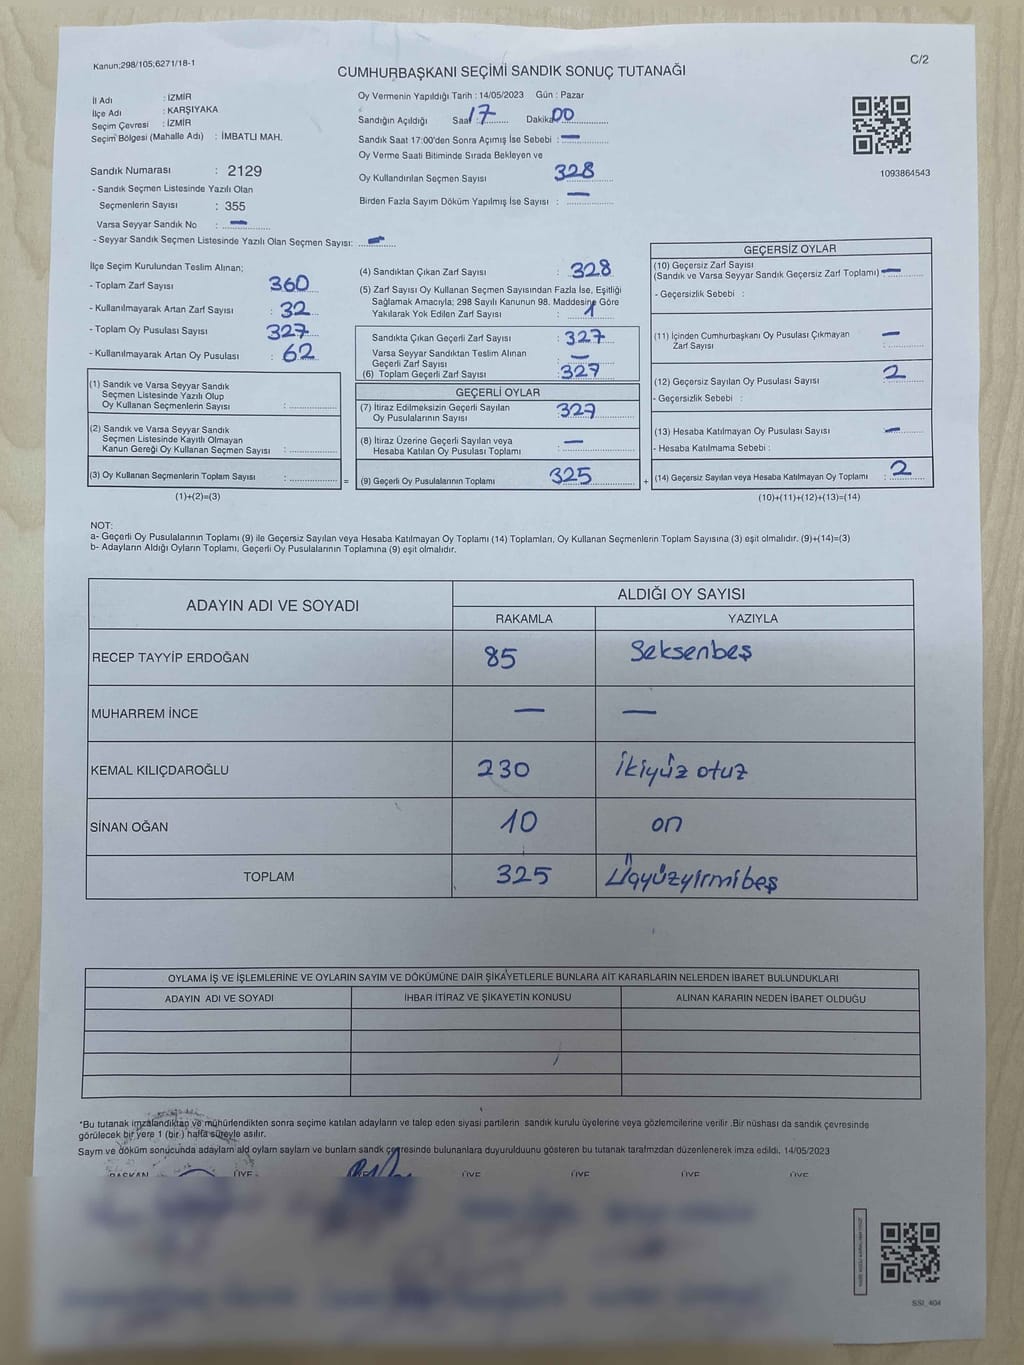 Kanun;298/105;6271/18-1
C/2
CUMHURBAŞKANI SEÇİMİ SANDIK SONUÇ TUTANAĞI
İl Adı : İZMİR
İlçe Adı : KARŞIYAKA
Seçim Çevresi : İZMİR
Seçim Bölgesi (Mahalle Adı) : İMBATLI MAH.
Sandık Numarası : 2129
- Sandık Seçmen Listesinde Yazılı Olan
Seçmenlerin Sayısı : 355
Varsa Seyyar Sandık No : —
- Seyyar Sandık Seçmen Listesinde Yazılı Olan Seçmen Sayısı: —
Oy Vermenin Yapıldığı Tarih : 14/05/2023 Gün : Pazar
Sandığın Açıldığı Saat : 17 Dakika 00
Sandık Saat 17:00'den Sonra Açımış İse Sebebi : —
Oy Verme Saati Bitiminde Sırada Bekleyen ve
Oy Kullandırılan Seçmen Sayısı 328
Birden Fazla Sayım Döküm Yapılmış İse Sayısı : —
1093864543
İlçe Seçim Kurulundan Teslim Alınan;
- Toplam Zarf Sayısı : 360
- Kullanılmayarak Artan Zarf Sayısı : 32
- Toplam Oy Pusulası Sayısı : 327
- Kullanılmayarak Artan Oy Pusulası : 62
(1) Sandık ve Varsa Seyyar Sandık
Seçmen Listesinde Yazılı Olup
Oy Kullanan Seçmenlerin Sayısı :
(2) Sandık ve Varsa Seyyar Sandık
Seçmen Listesinde Kayıtlı Olmayan
Kanun Gereği Oy Kullanan Seçmen Sayısı :
(3) Oy Kullanan Seçmenlerin Toplam Sayısı : =
(1)+(2)=(3)
(4) Sandıktan Çıkan Zarf Sayısı : 328
(5) Zarf Sayısı Oy Kullanan Seçmen Sayısından Fazla İse, Eşitliği
Sağlamak Amacıyla; 298 Sayılı Kanunun 98. Maddesine Göre
Yakılarak Yok Edilen Zarf Sayısı : 1
Sandıkta Çıkan Geçerli Zarf Sayısı : 327
Varsa Seyyar Sandıktan Teslim Alınan
Geçerli Zarf Sayısı : —
(6) Toplam Geçerli Zarf Sayısı : 327
GEÇERLİ OYLAR
(7) İtiraz Edilmeksizin Geçerli Sayılan
Oy Pusulalarının Sayısı : 327
(8) İtiraz Üzerine Geçerli Sayılan veya
Hesaba Katılan Oy Pusulası Toplamı : —
(9) Geçerli Oy Pusulalarının Toplamı : 325 +
GEÇERSİZ OYLAR
(10) Geçersiz Zarf Sayısı
(Sandık ve Varsa Seyyar Sandık Geçersiz Zarf Toplamı) —
- Geçersizlik Sebebi :
(11) İçinden Cumhurbaşkanı Oy Pusulası Çıkmayan
Zarf Sayısı : —
(12) Geçersiz Sayılan Oy Pusulası Sayısı : 2
- Geçersizlik Sebebi :
(13) Hesaba Katılmayan Oy Pusulası Sayısı : —
- Hesaba Katılmama Sebebi :
(14) Geçersiz Sayılan veya Hesaba Katılmayan Oy Toplamı : 2
(10)+(11)+(12)+(13)=(14)
NOT:
a- Geçerli Oy Pusulalarının Toplamı (9) ile Geçersiz Sayılan veya Hesaba Katılmayan Oy Toplamı (14) Toplamları, Oy Kullanan Seçmenlerin Toplam Sayısına (3) eşit olmalıdır. (9)+(14)=(3)
b- Adayların Aldığı Oyların Toplamı, Geçerli Oy Pusulalarının Toplamına (9) eşit olmalıdır.
ADAYIN ADI VE SOYADI ALDIĞI OY SAYISI
RAKAMLA YAZIYLA
RECEP TAYYİP ERDOĞAN 85 Seksenbeş
MUHARREM İNCE — —
KEMAL KILIÇDAROĞLU 230 ikiyüz otuz
SİNAN OĞAN 10 on
TOPLAM 325 Üçyüzyirmibeş
OYLAMA İŞ VE İŞLEMLERİNE VE OYLARIN SAYIM VE DÖKÜMÜNE DAİR ŞİKAYETLERLE BUNLARA AİT KARARLARIN NELERDEN İBARET BULUNDUKLARI
ADAYIN ADI VE SOYADI İHBAR İTİRAZ VE ŞİKAYETİN KONUSU ALINAN KARARIN NEDEN İBARET OLDUĞU
*Bu tutanak imzalandıktan ve mühürlendikten sonra seçime katılan adayların ve talep eden siyasi partilerin sandık kurulu üyelerine veya gözlemcilerine verilir .Bir nüshası da sandık çevresinde
görülecek bir yere 1 (bir ) hafta süreyle asılır.
Sayım ve döküm sonucunda adayların aldı oyların sayıların ve bunların sandık çevresinde bulunanlara duyurulduunu gösteren bu tutanak tarafımızdan düzenlenerek imza edildi. 14/05/2023
BAŞKAN ÜYE ÜYE ÜYE ÜYE ÜYE
SSI_404